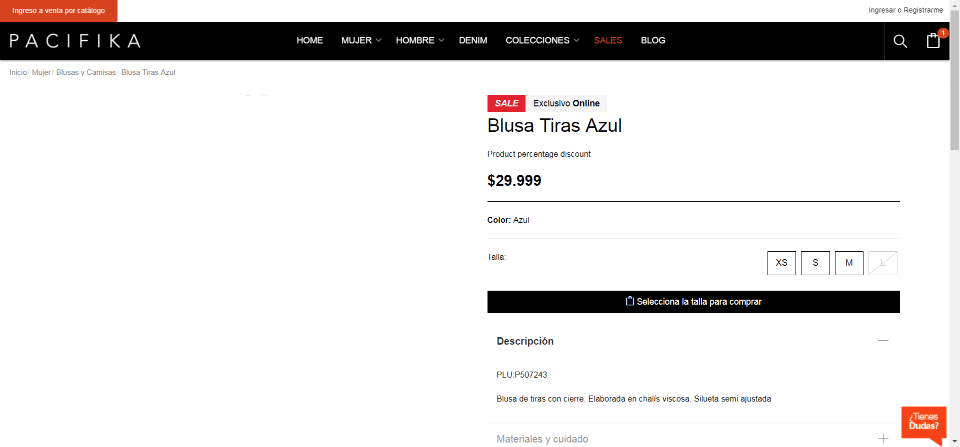 Ingreso a venta por catálogo
Ingresar o Registrarme
PACIFIKA
HOME MUJER HOMBRE DENIM COLECCIONES SALES BLOG
1
Inicio/ Mujer/ Blusas y Camisas/ Blusa Tiras Azul
SALE Exclusivo Online
Blusa Tiras Azul
Product percentage discount
$29.999
Color: Azul
Talla:
XS S M L
Selecciona la talla para comprar
Descripción
PLU:P507243
Blusa de tiras con cierre. Elaborada en chalís viscosa. Silueta semi ajustada
¿Tienes
Dudas?
Materiales y cuidado